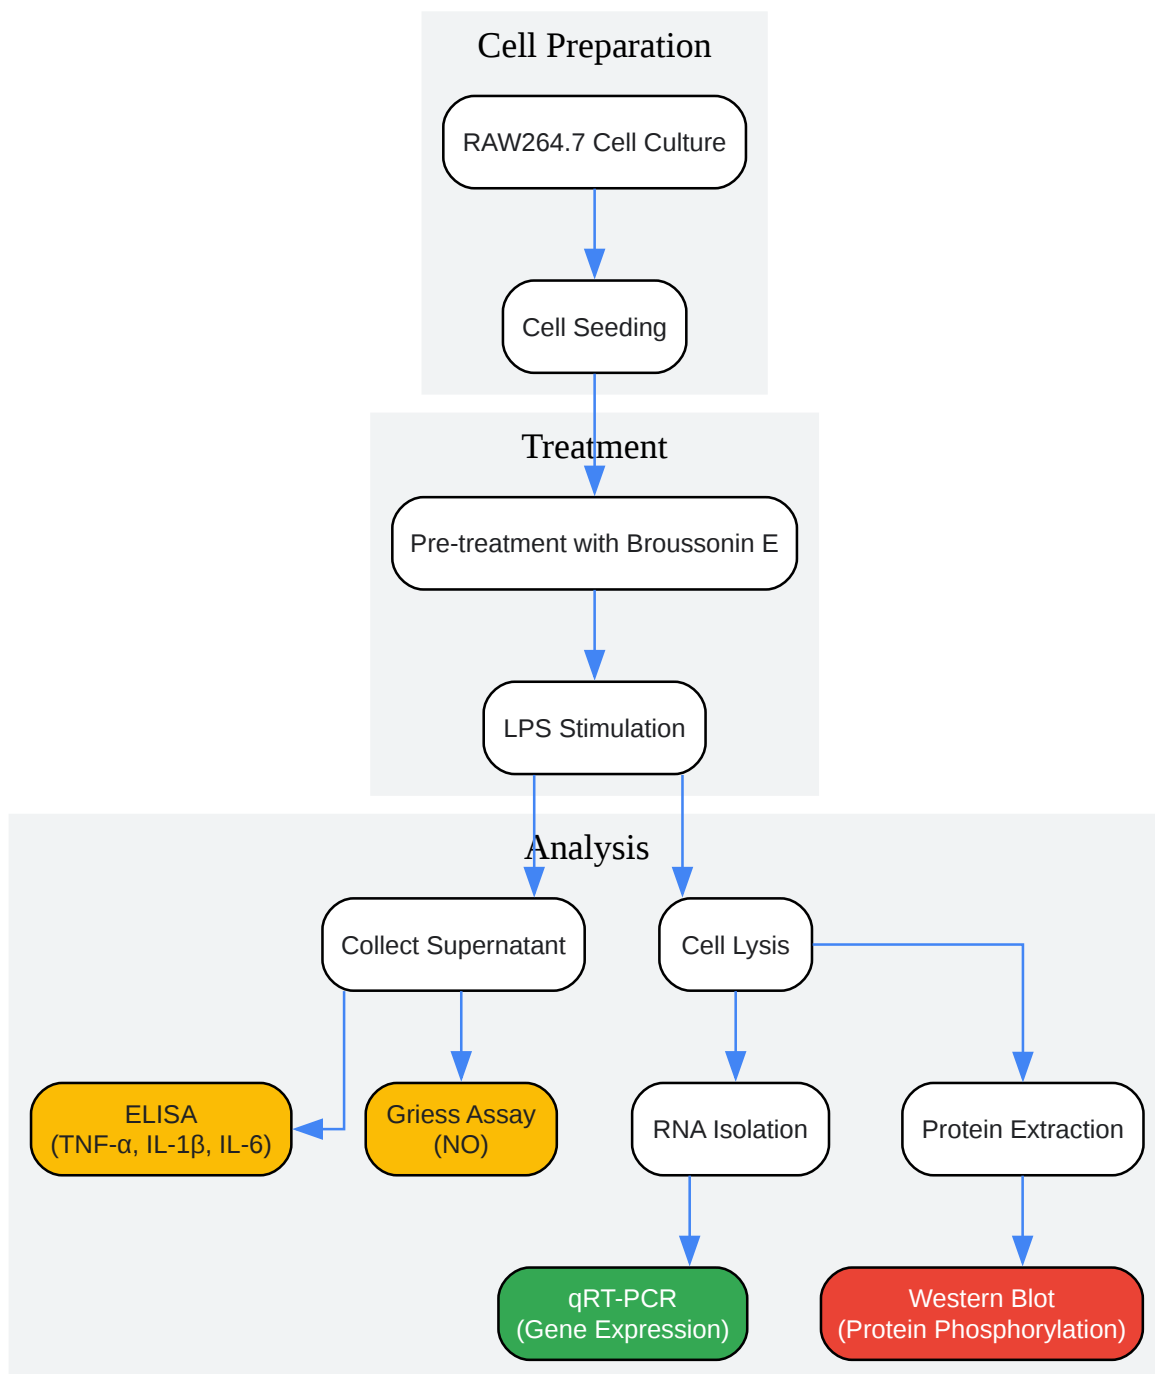 Cell Preparation
RAW264.7 Cell Culture
Cell Seeding
Treatment
Pre-treatment with Broussonin E
LPS Stimulation
Analysis
Collect Supernatant
Cell Lysis
ELISA
(TNF-α, IL-1β, IL-6)
Griess Assay
(NO)
RNA Isolation
Protein Extraction
qRT-PCR
(Gene Expression)
Western Blot
(Protein Phosphorylation)